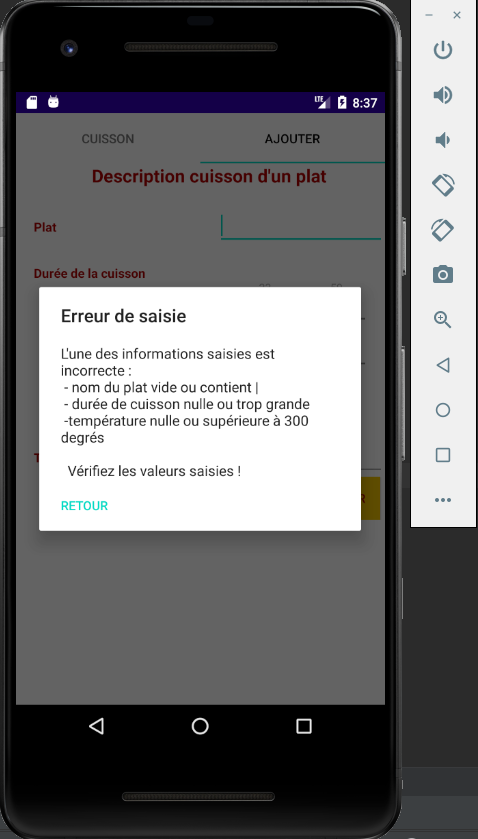 LTE 8:37
CUISSON AJOUTER
Description cuisson d'un plat
Plat
Durée de la cuisson
Erreur de saisie
L'une des informations saisies est
incorrecte :
- nom du plat vide ou contient |
- durée de cuisson nulle ou trop grande
-température nulle ou supérieure à 300
degrés
Vérifiez les valeurs saisies !
RETOUR